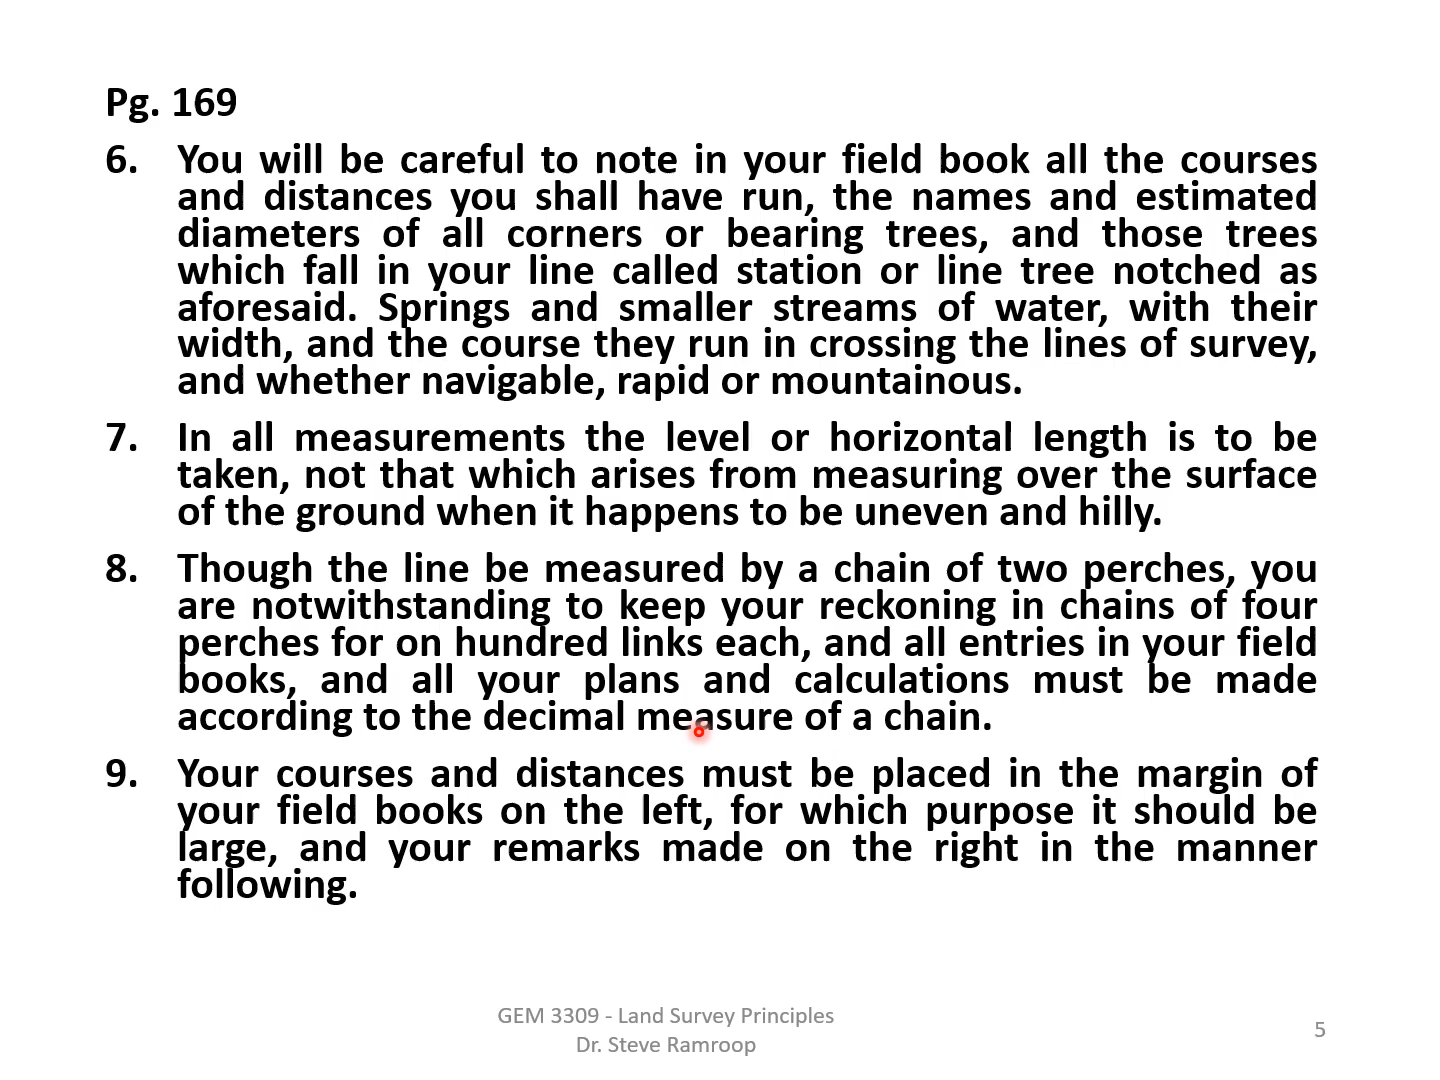 Pg. 169
6. You will be careful to note in your field book all the courses
and distances you shall have run, the names and estimated
diameters of all corners or bearing trees, and those trees
which fall in your line called station or line tree notched as
aforesaid. Springs and smaller streams of water, with their
width, and the course they run in crossing the lines of survey,
and whether navigable, rapid or mountainous.
7. In all measurements the level or horizontal length is to be
taken, not that which arises from measuring over the surface
of the ground when it happens to be uneven and hilly.
8. Though the line be measured by a chain of two perches, you
are notwithstanding to keep your reckoning in chains of four
perches for on hundred links each, and all entries in your field
books, and all your plans and calculations must be made
according to the decimal measure of a chain.
9. Your courses and distances must be placed in the margin of
your field books on the left, for which purpose it should be
large, and your remarks made on the right in the manner
following.
GEM 3309 - Land Survey Principles
Dr. Steve Ramroop
5